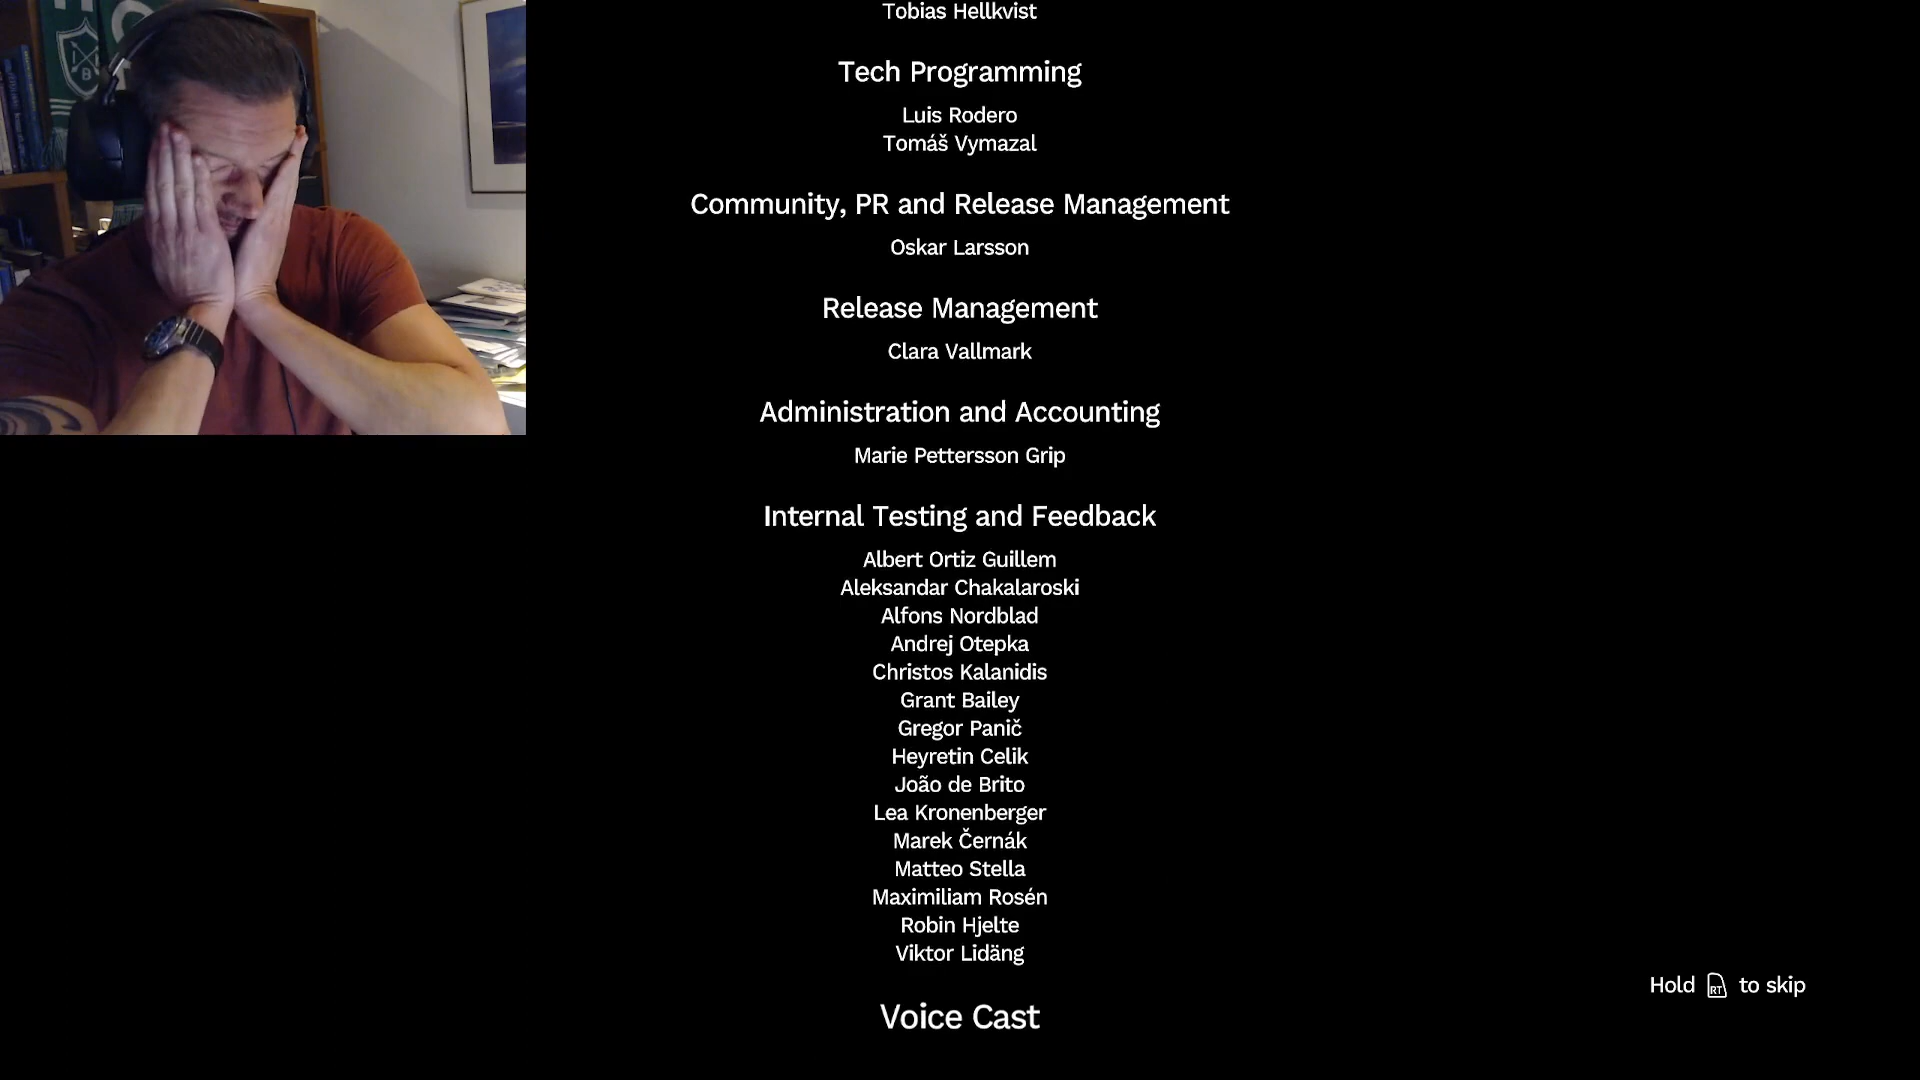 Tobias Hellkvist
Tech Programming
Luis Rodero
Tomáš Vymazal
Community, PR and Release Management
Oskar Larsson
Release Management
Clara Vallmark
Administration and Accounting
Marie Pettersson Grip
Internal Testing and Feedback
Albert Ortiz Guillem
Aleksandar Chakalaroski
Alfons Nordblad
Andrej Otepka
Christos Kalanidis
Grant Bailey
Gregor Panič
Heyretin Celik
João de Brito
Lea Kronenberger
Marek Černák
Matteo Stella
Maximiliam Rosén
Robin Hjelte
Viktor Lidäng
Hold RT to skip
Voice Cast